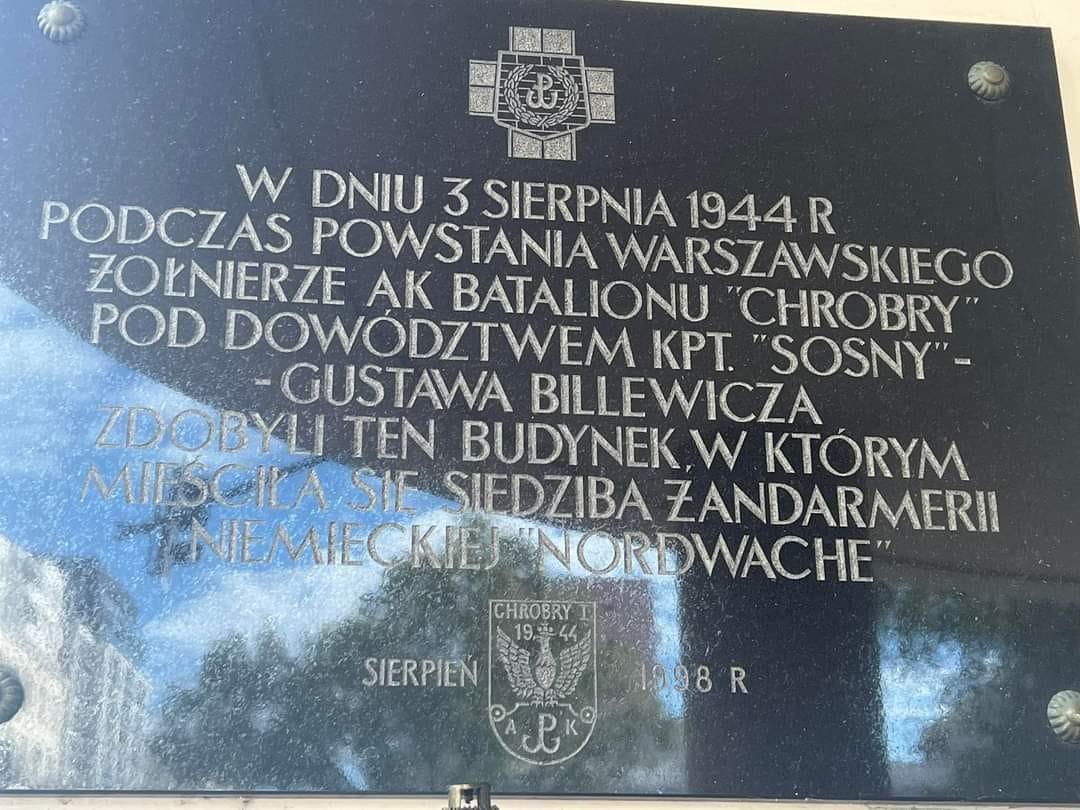 W DNIU 3 SIERPNIA 1944 R
PODCZAS POWSTANIA WARSZAWSKIEGO
ŻOŁNIERZE AK BATALIONU "CHROBRY"
POD DOWÓDZTWEM KPT. "SOSNY" -
- GUSTAWA BILLEWICZA
ZDOBYLI TEN BUDYNEK, W KTÓRYM
MIEŚCIŁA SIĘ SIEDZIBA ŻANDARMERII
NIEMIECKIEJ "NORDWACHE"
CHROBRY I
19 44
SIERPIEŃ 1998 R
A K